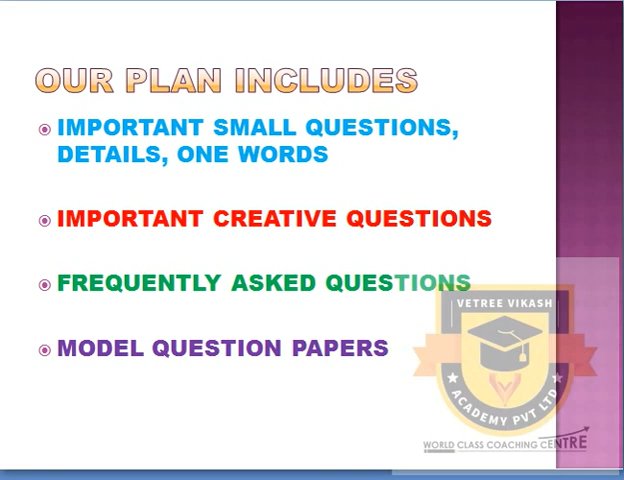 OUR PLAN INCLUDES
IMPORTANT SMALL QUESTIONS,
DETAILS, ONE WORDS
IMPORTANT CREATIVE QUESTIONS
FREQUENTLY ASKED QUESTIONS
MODEL QUESTION PAPERS
VETREE VIKASH
ACADEMY PVT LTD
WORLD CLASS COACHING CENTRE